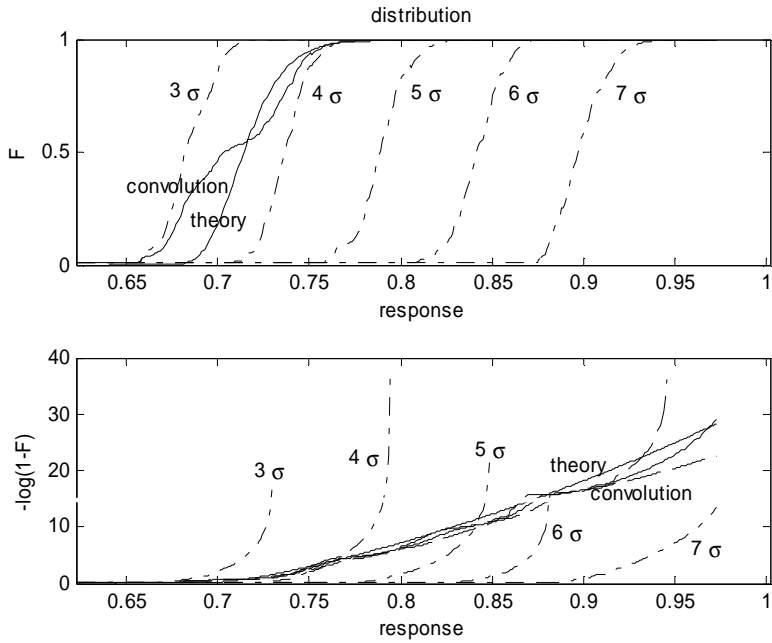 distribution
1
0.5
0
F
3 σ
4 σ
5 σ
6 σ
7 σ
convolution
theory
0.65
0.7
0.75
0.8
0.85
0.9
0.95
1
response
40
30
20
10
0
-log(1-F)
3 σ
4 σ
5 σ
theory
convolution
6 σ
7 σ
0.65
0.7
0.75
0.8
0.85
0.9
0.95
1
response